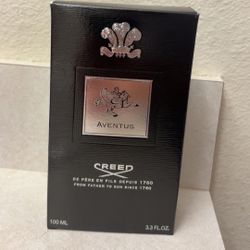 AVENTUS
CREED
DE PÈRE EN FILS DEPUIS 1760
FROM FATHER TO SON SINCE 1760
100 ML 3.3 FL.OZ.